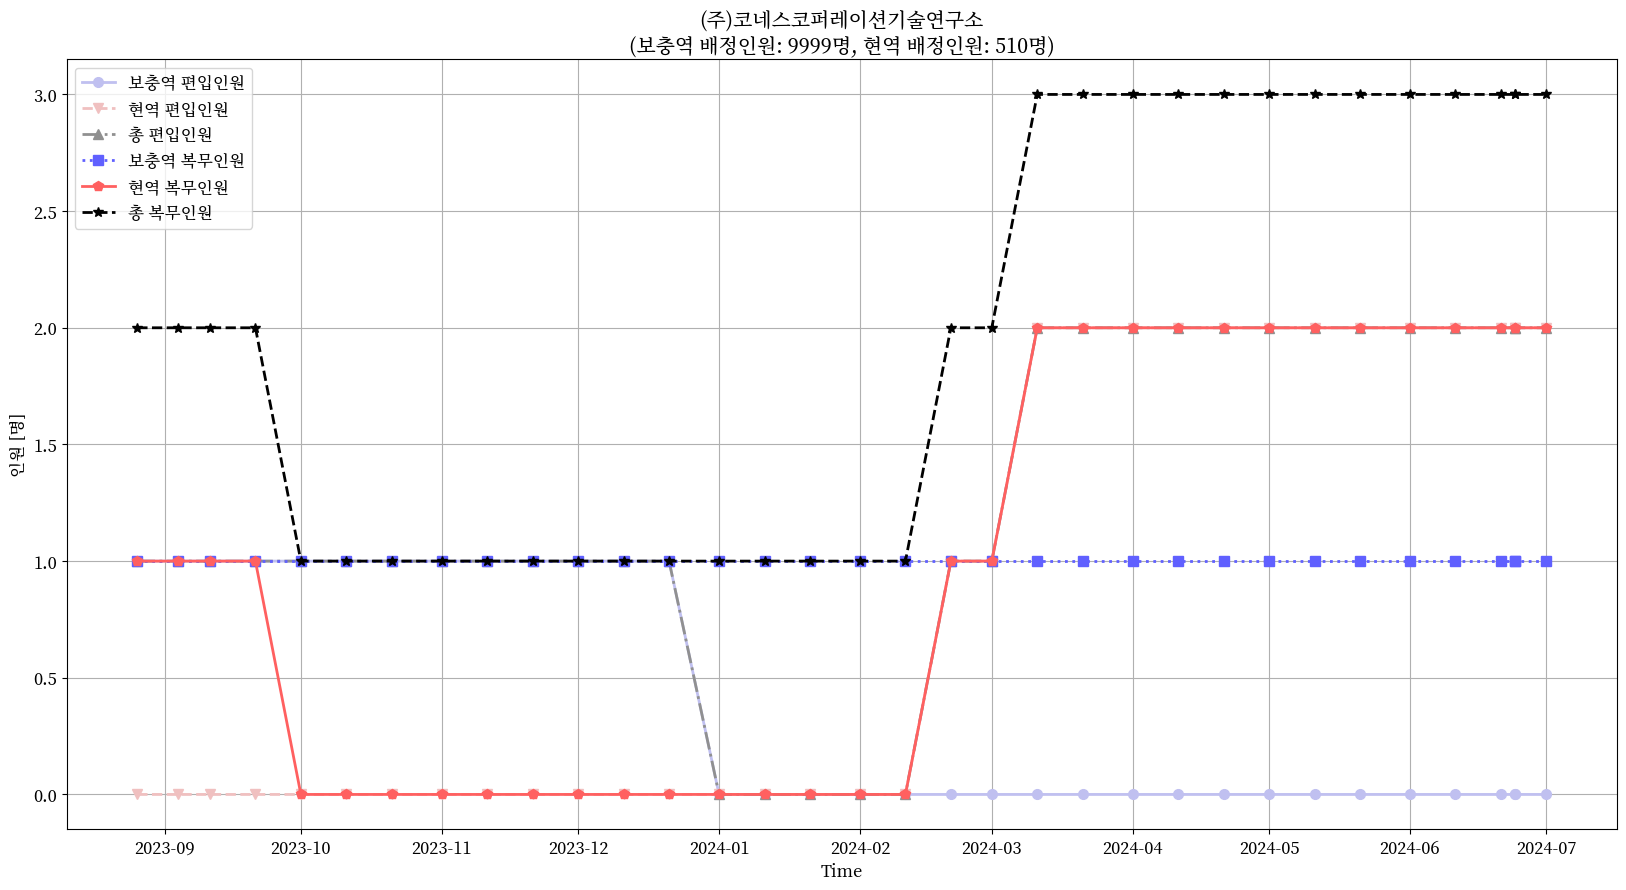 (주)코네스코퍼레이션기술연구소
(보충역 배정인원: 9999명, 현역 배정인원: 510명)
보충역 편입인원
현역 편입인원
총 편입인원
보충역 복무인원
현역 복무인원
총 복무인원
인원 [명]
3.0
2.5
2.0
1.5
1.0
0.5
0.0
2023-09 2023-10 2023-11 2023-12 2024-01 2024-02 2024-03 2024-04 2024-05 2024-06 2024-07
Time